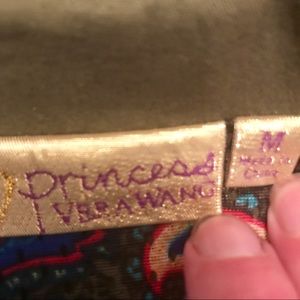 Princess
VERA WANG
M
Made in
China